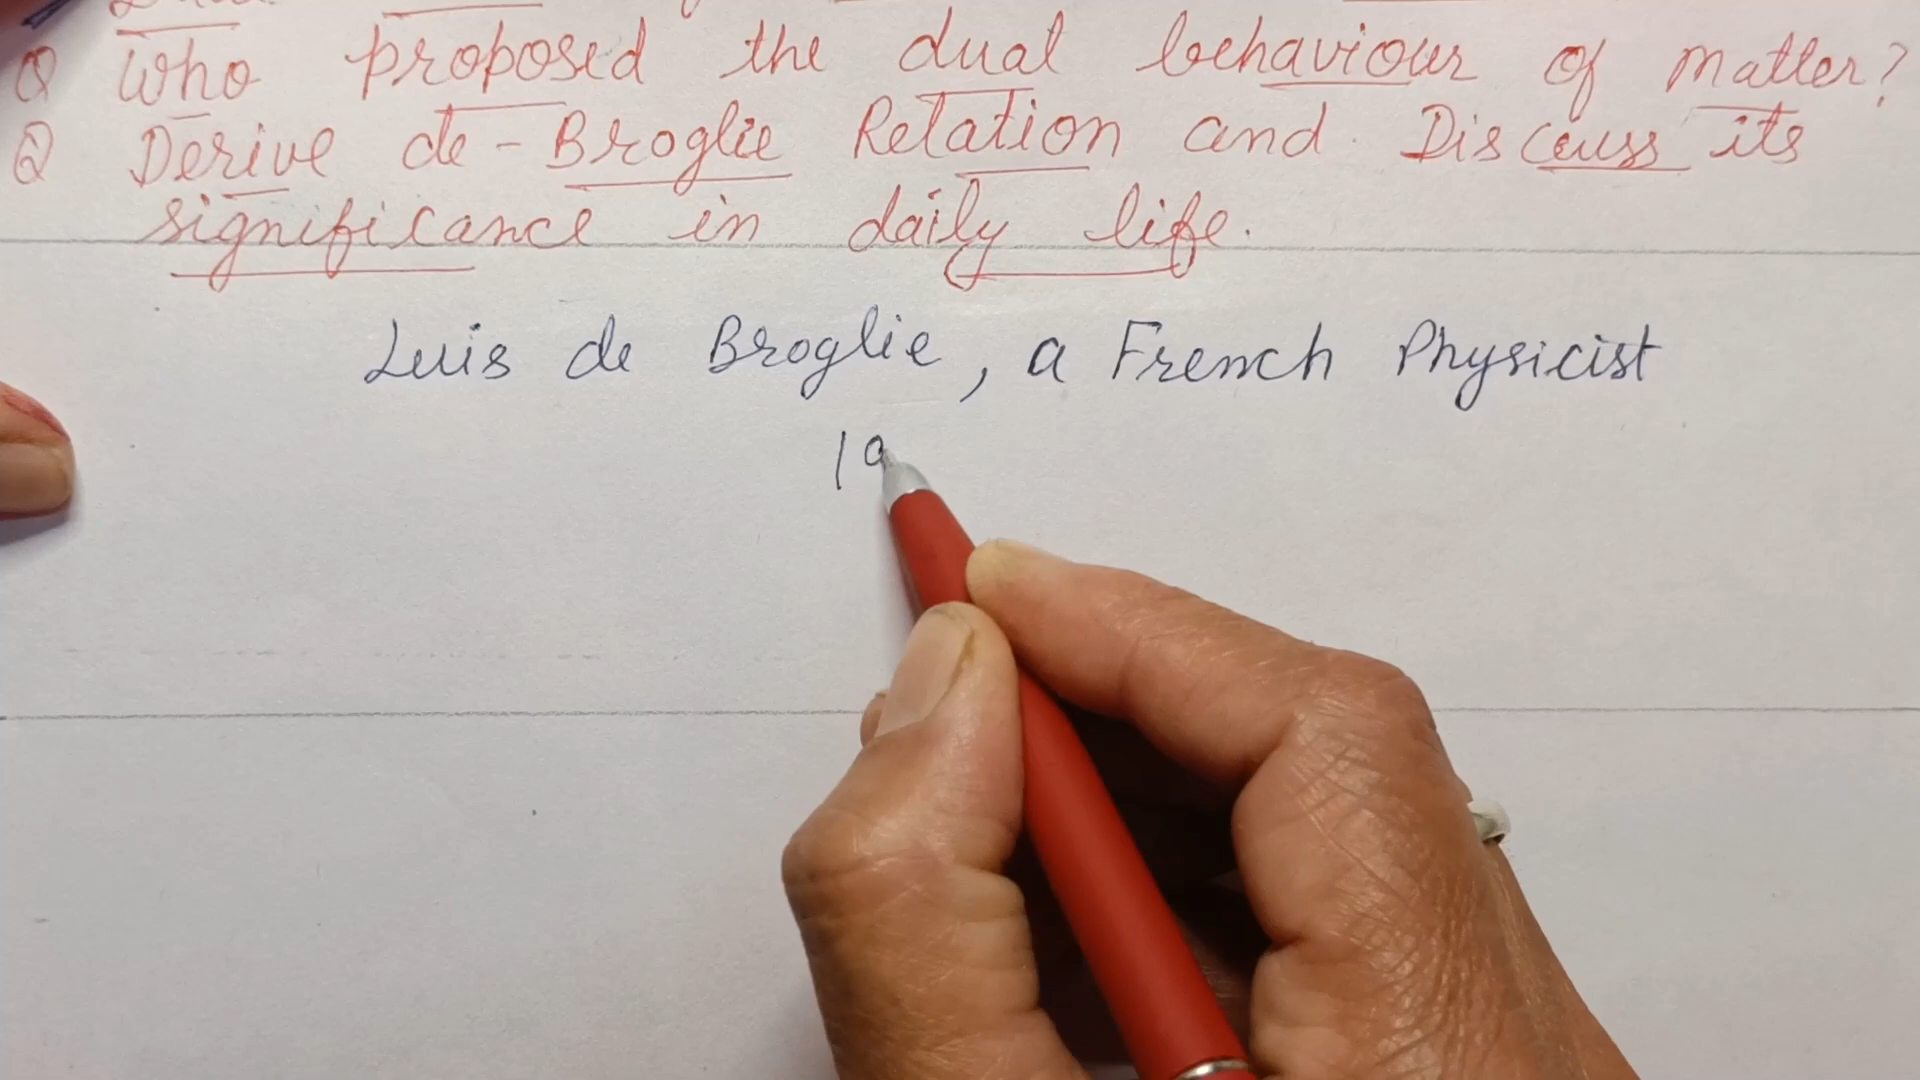 Q Who proposed the dual behaviour of matter?
Q Derive de-Broglie Relation and Discuss its
significance in daily life.
Luis de Broglie, a French Physicist
19